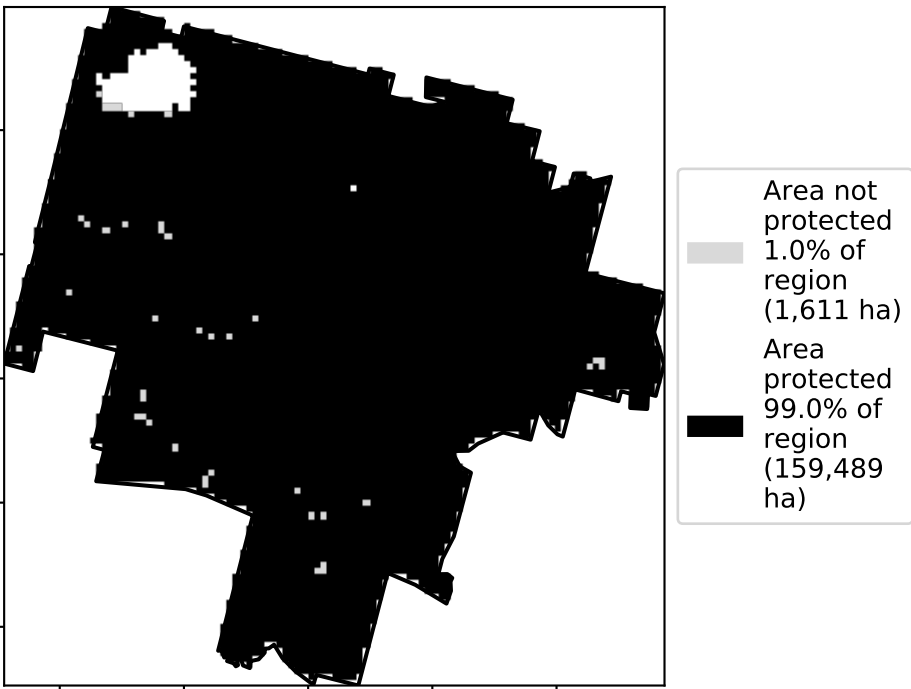 Area not
protected
1.0% of
region
(1,611 ha)
Area
protected
99.0% of
region
(159,489
ha)